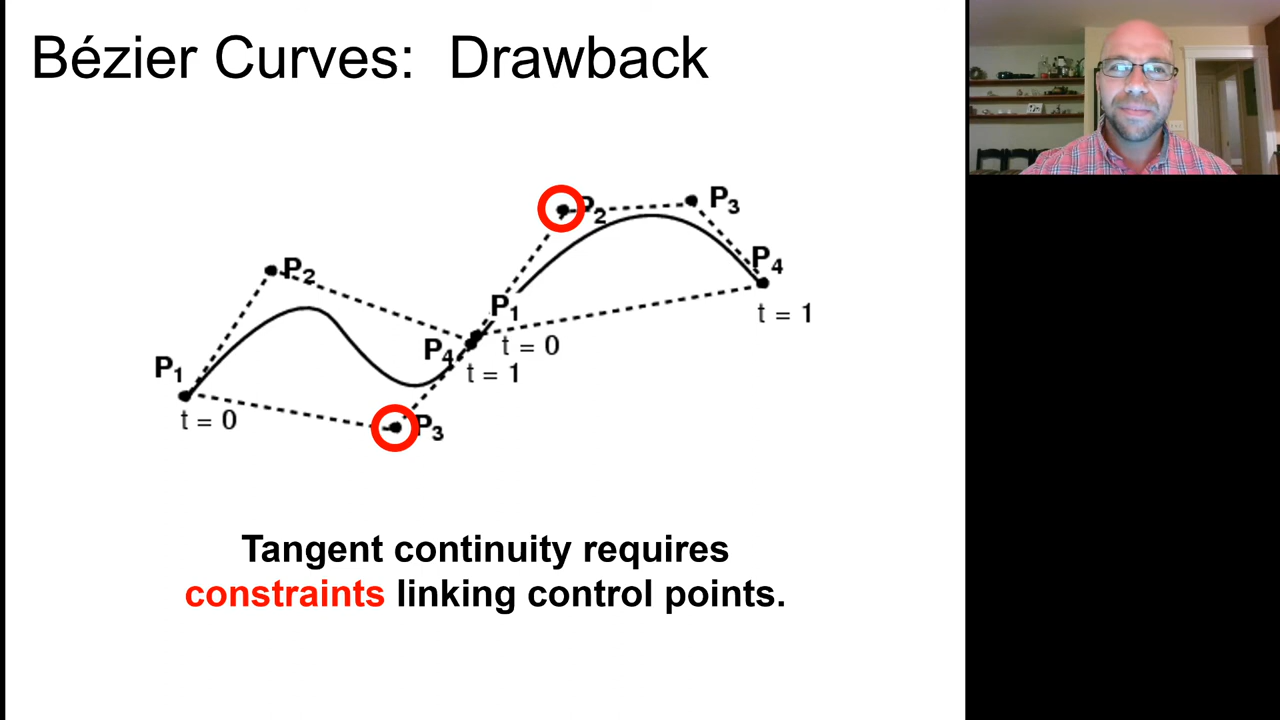 Bézier Curves: Drawback
P2
P3
P4
t = 1
P2
P1
P4
t = 0
t = 1
P1
t = 0
P3
Tangent continuity requires
constraints linking control points.